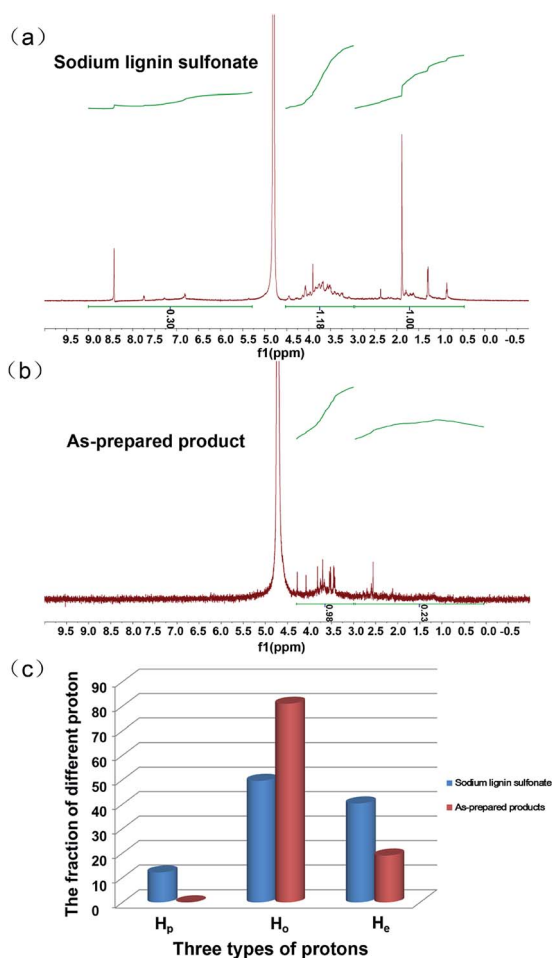 (a)
Sodium lignin sulfonate
0.30
1.18
1.00
9.5 9.0 8.5 8.0 7.5 7.0 6.5 6.0 5.5 5.0 4.5 4.0 3.5 3.0 2.5 2.0 1.5 1.0 0.5 0.0 -0.5
f1(ppm)
(b)
As-prepared product
0.98
0.23
9.5 9.0 8.5 8.0 7.5 7.0 6.5 6.0 5.5 5.0 4.5 4.0 3.5 3.0 2.5 2.0 1.5 1.0 0.5 0.0 -0.5
f1(ppm)
(c)
The fraction of different proton
90
80
70
60
50
40
30
20
10
0
Sodium lignin sulfonate
As-prepared products
Hp Ho He
Three types of protons